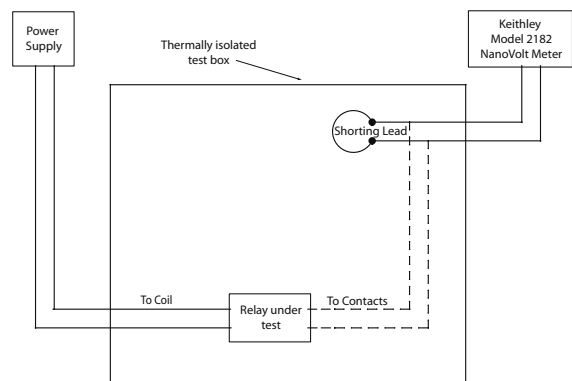 Power
Supply
Thermally isolated
test box
Keithley
Model 2182
NanoVolt Meter
Shorting Lead
To Coil
Relay under
test
To Contacts